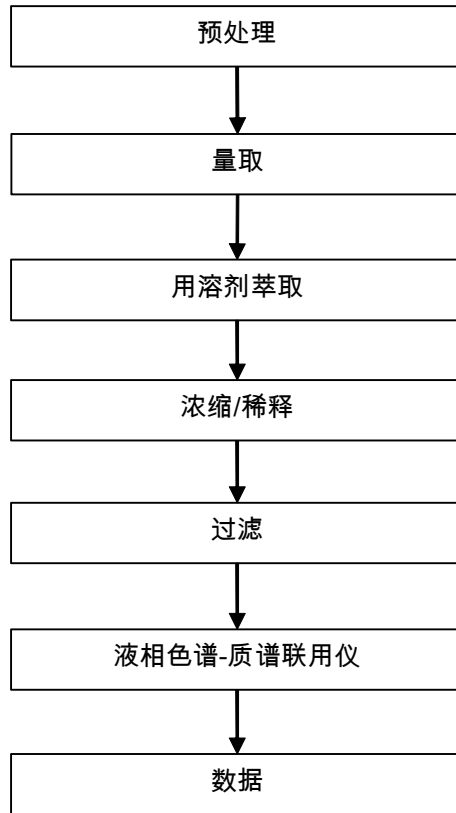 预处理
量取
用溶剂萃取
浓缩/稀释
过滤
液相色谱-质谱联用仪
数据